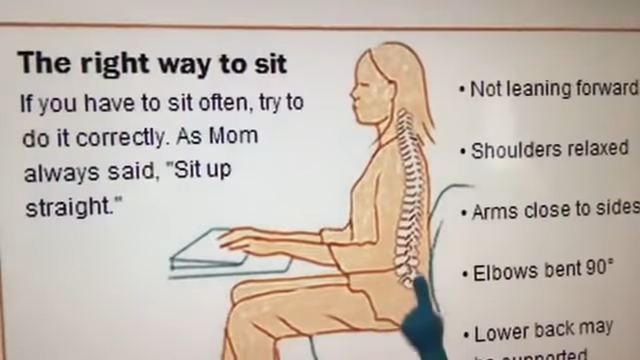 The right way to sit
If you have to sit often, try to
do it correctly. As Mom
always said, "Sit up
straight."
• Not leaning forward
• Shoulders relaxed
• Arms close to sides
• Elbows bent 90°
• Lower back may
be supported